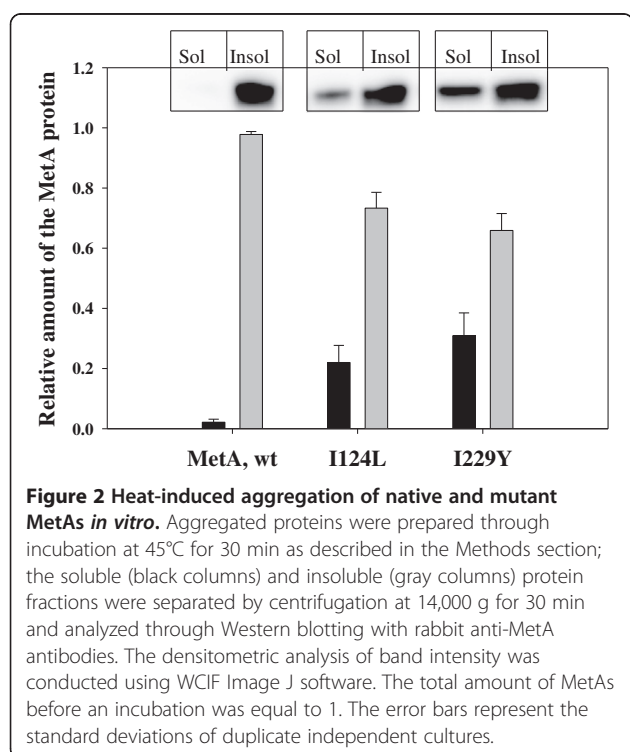 Sol Insol Sol Insol Sol Insol
Relative amount of the MetA protein
1.2
1.0
0.8
0.6
0.4
0.2
0.0
MetA, wt I124L I229Y
Figure 2 Heat-induced aggregation of native and mutant
MetAs in vitro. Aggregated proteins were prepared through
incubation at 45°C for 30 min as described in the Methods section;
the soluble (black columns) and insoluble (gray columns) protein
fractions were separated by centrifugation at 14,000 g for 30 min
and analyzed through Western blotting with rabbit anti-MetA
antibodies. The densitometric analysis of band intensity was
conducted using WCIF Image J software. The total amount of MetAs
before an incubation was equal to 1. The error bars represent the
standard deviations of duplicate independent cultures.